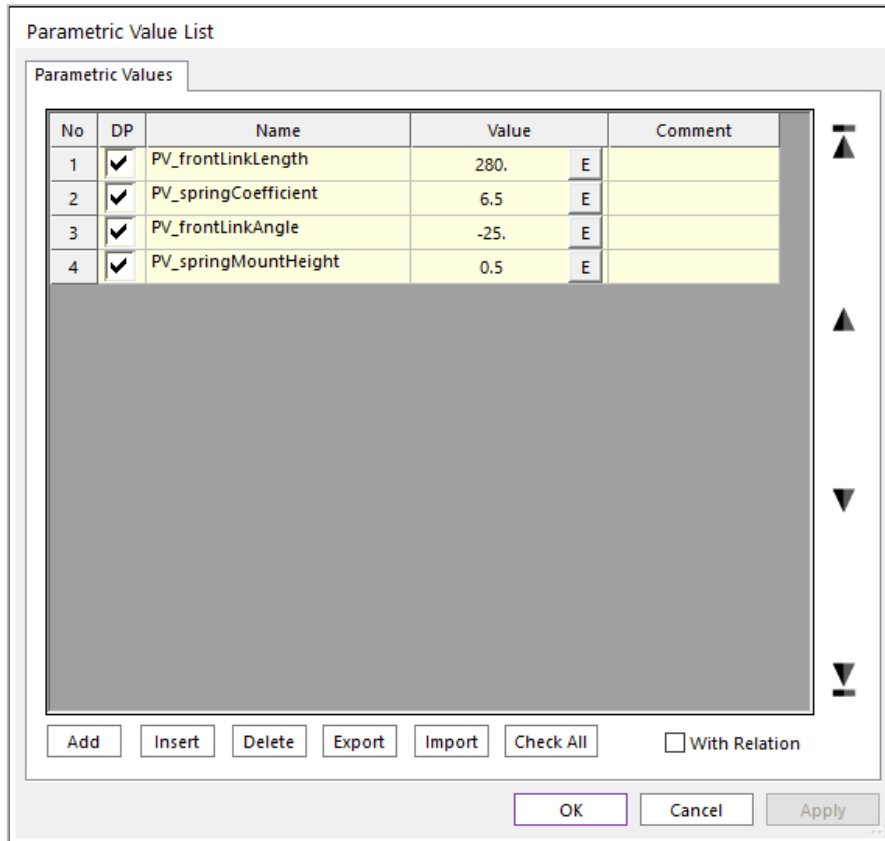 Parametric Value List
Parametric Values
No DP Name Value Comment
1 PV_frontLinkLength 280. E
2 PV_springCoefficient 6.5 E
3 PV_frontLinkAngle -25. E
4 PV_springMountHeight 0.5 E
Add Insert Delete Export Import Check All With Relation
OK Cancel Apply